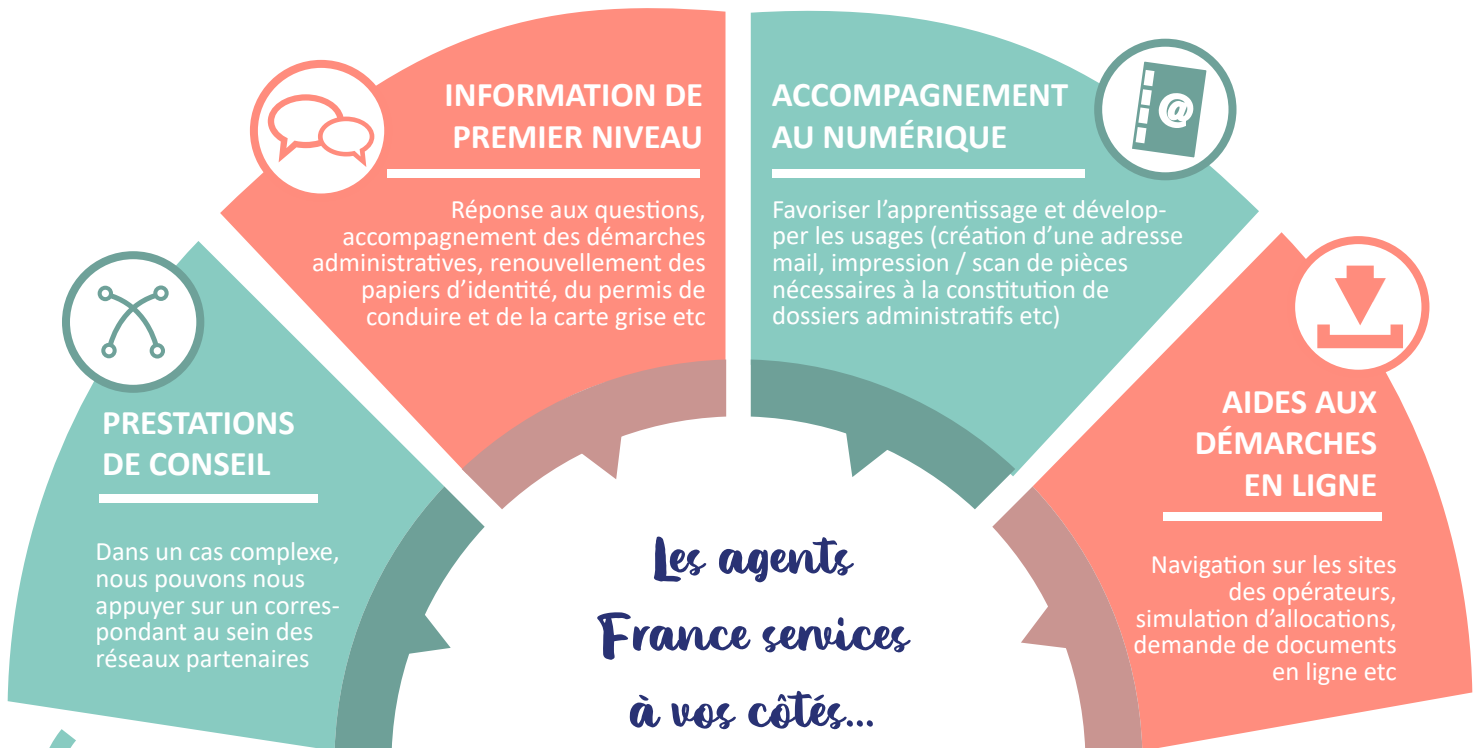 INFORMATION DE
PREMIER NIVEAU
Réponse aux questions,
accompagnement des démarches
administratives, renouvellement des
papiers d’identité, du permis de
conduire et de la carte grise etc
ACCOMPAGNEMENT
AU NUMÉRIQUE
@
Favoriser l’apprentissage et dévelop-
per les usages (création d’une adresse
mail, impression / scan de pièces
nécessaires à la constitution de
dossiers administratifs etc)
PRESTATIONS
DE CONSEIL
Dans un cas complexe,
nous pouvons nous
appuyer sur un corres-
pondant au sein des
réseaux partenaires
AIDES AUX
DÉMARCHES
EN LIGNE
Navigation sur les sites
des opérateurs,
simulation d’allocations,
demande de documents
en ligne etc
Les agents
France services
à vos côtés...